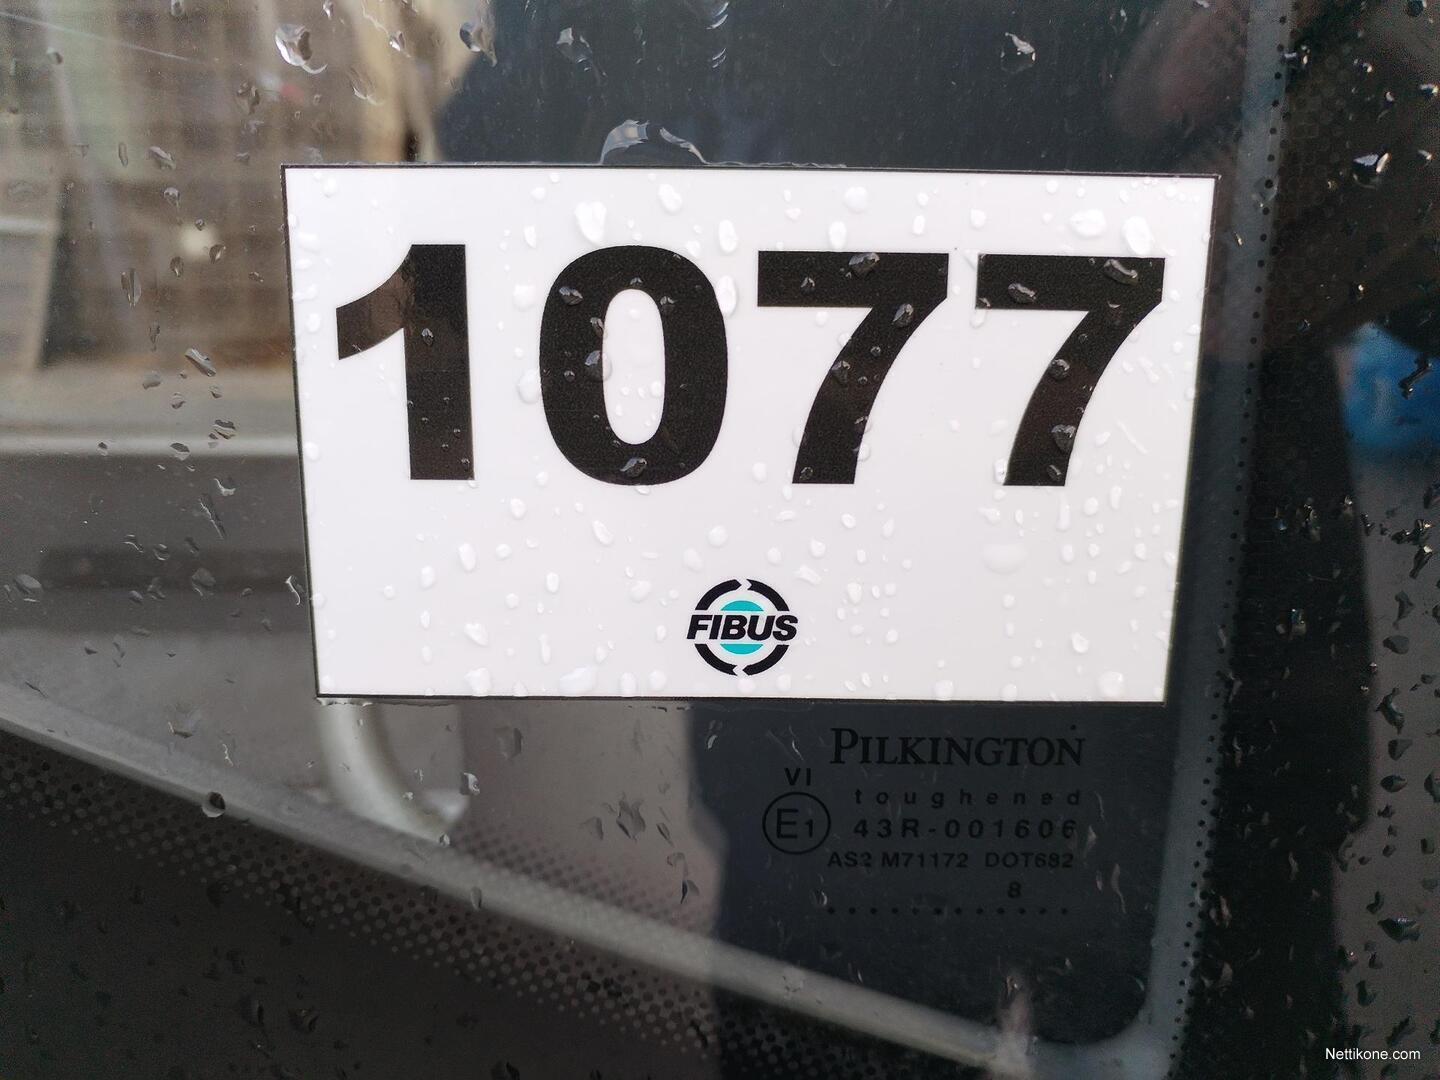 1077
FIBUS
PILKINGTON
VI
toughened
E1 43R-001606
AS2 M71172 DOT682
8
............
Nettikone.com